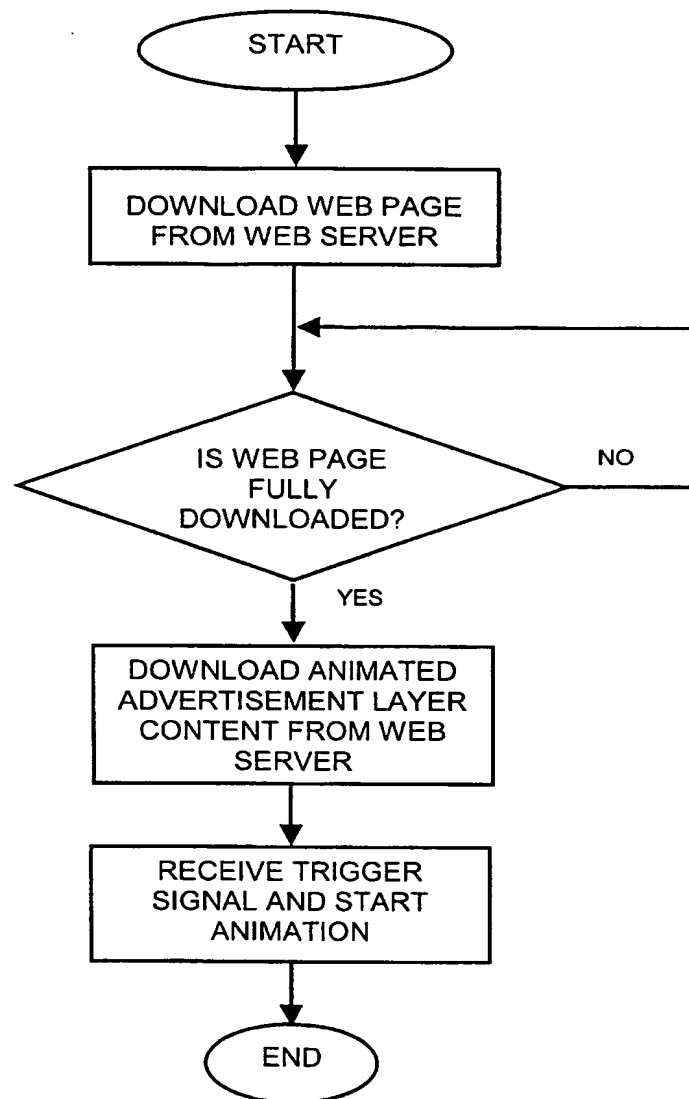 START
DOWNLOAD WEB PAGE
FROM WEB SERVER
IS WEB PAGE
FULLY
DOWNLOADED?
NO
YES
DOWNLOAD ANIMATED
ADVERTISEMENT LAYER
CONTENT FROM WEB
SERVER
RECEIVE TRIGGER
SIGNAL AND START
ANIMATION
END